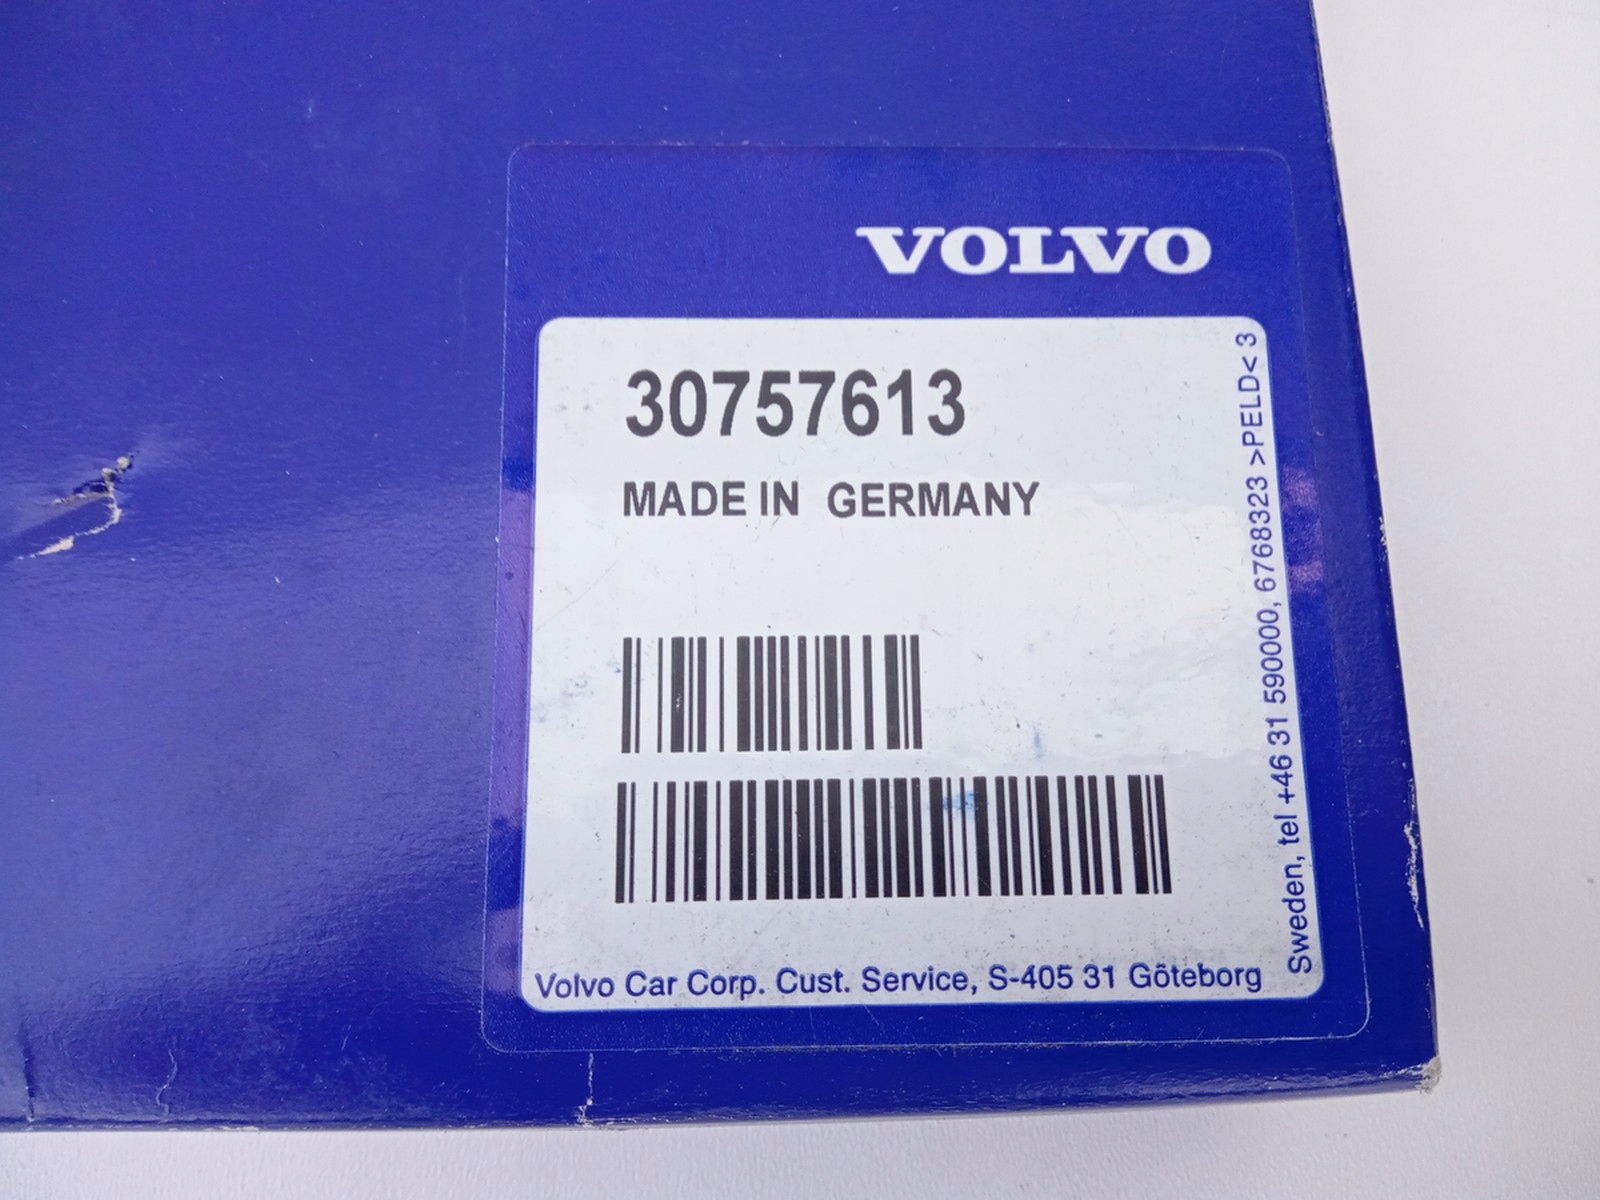 VOLVO
30757613
MADE IN GERMANY
Volvo Car Corp. Cust. Service, S-405 31 Göteborg
Sweden, tel +46 31 590000, 6768323 >PELD< 3